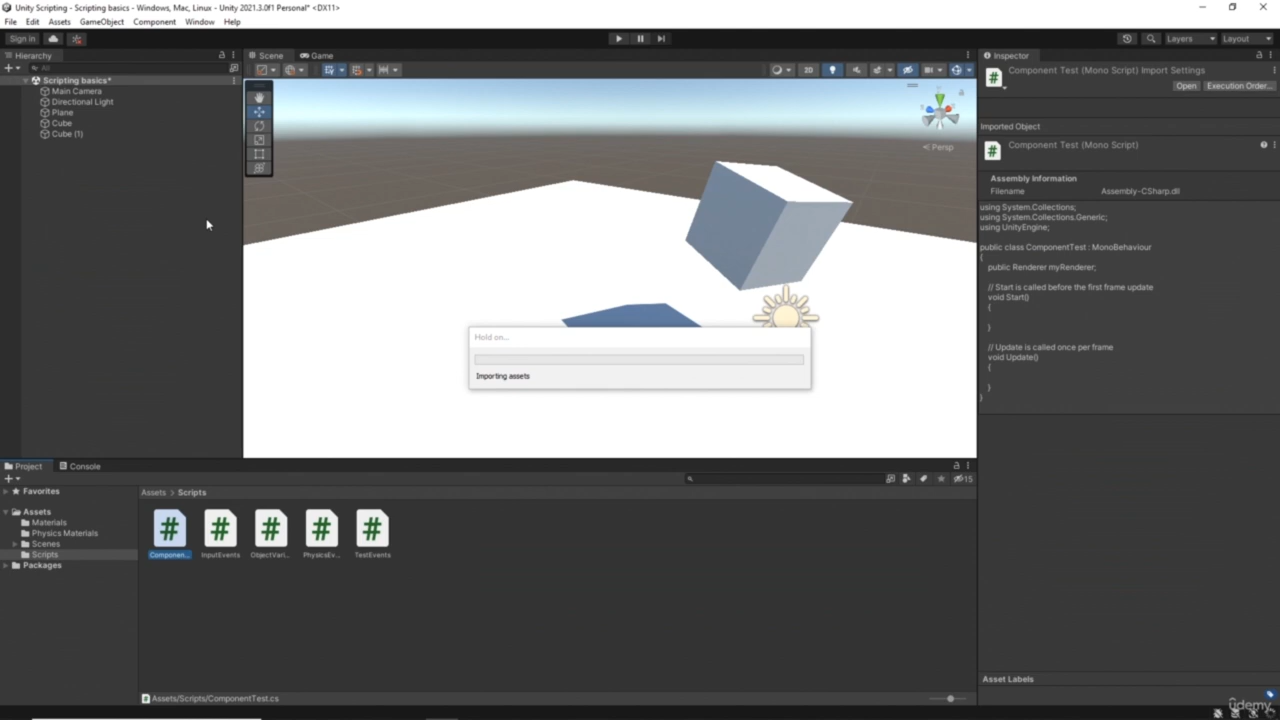 Unity Scripting - Scripting basics - Windows, Mac, Linux - Unity 2021.3.0f1 Personal* <DX11>
File Edit Assets GameObject Component Window Help
Sign in
Layers
Layout
Hierarchy
All
Scripting basics*
Main Camera
Directional Light
Plane
Cube
Cube (1)
Scene
Game
2D
Persp
Hold on...
Importing assets
Inspector
Component Test (Mono Script) Import Settings
Open
Execution Order...
Imported Object
Component Test (Mono Script)
Assembly Information
Filename Assembly-CSharp.dll
using System.Collections;
using System.Collections.Generic;
using UnityEngine;
public class ComponentTest : MonoBehaviour
{
public Renderer myRenderer;
// Start is called before the first frame update
void Start()
{
}
// Update is called once per frame
void Update()
{
}
}
Project
Console
15
Favorites
Assets
Materials
Physics Materials
Scenes
Scripts
Packages
Assets > Scripts
Componen...
InputEvents
ObjectVari...
PhysicsEv...
TestEvents
Assets/Scripts/ComponentTest.cs
Asset Labels
udemy